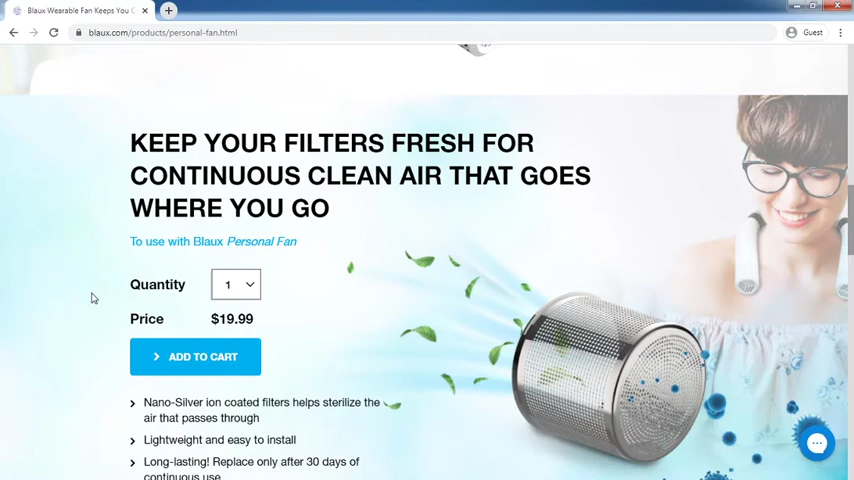 Blaux Wearable Fan Keeps You C
blaux.com/products/personal-fan.html
Guest
KEEP YOUR FILTERS FRESH FOR
CONTINUOUS CLEAN AIR THAT GOES
WHERE YOU GO
To use with Blaux Personal Fan
Quantity
1
Price
$19.99
ADD TO CART
Nano-Silver ion coated filters helps sterilize the
air that passes through
Lightweight and easy to install
Long-lasting! Replace only after 30 days of
continuous use